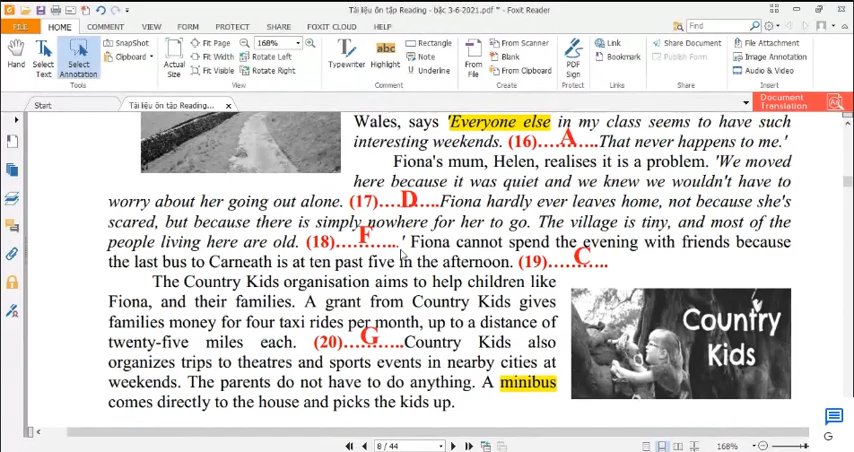 Tài liệu ôn tập Reading - bậc 3-6-2021.pdf * - Foxit Reader
FILE HOME COMMENT VIEW FORM PROTECT SHARE FOXIT CLOUD HELP
Find
Hand
Select Text
Select Annotation
SnapShot
Clipboard
Tools
Actual Size
Fit Page
Fit Width
Fit Visible
168%
Rotate Left
Rotate Right
View
Typewriter
Highlight
Rectangle
Note
Underline
Comment
From File
From Scanner
Blank
From Clipboard
Create
PDF Sign
Protect
Link
Bookmark
Links
Share Document
Publish Form
Share
File Attachment
Image Annotation
Audio & Video
Insert
Start
Tài liệu ôn tập Reading...
Document Translation
Wales, says 'Everyone else in my class seems to have such
interesting weekends. (16)……A…..That never happens to me.'
Fiona's mum, Helen, realises it is a problem. 'We moved
here because it was quiet and we knew we wouldn't have to
worry about her going out alone. (17)……D…..Fiona hardly ever leaves home, not because she's
scared, but because there is simply nowhere for her to go. The village is tiny, and most of the
people living here are old. (18)……F…...' Fiona cannot spend the evening with friends because
the last bus to Carneath is at ten past five in the afternoon. (19)……C…..
The Country Kids organisation aims to help children like
Fiona, and their families. A grant from Country Kids gives
families money for four taxi rides per month, up to a distance of
twenty-five miles each. (20)……G…..Country Kids also
organizes trips to theatres and sports events in nearby cities at
weekends. The parents do not have to do anything. A minibus
comes directly to the house and picks the kids up.
Country
Kids
8 / 44
168%
G